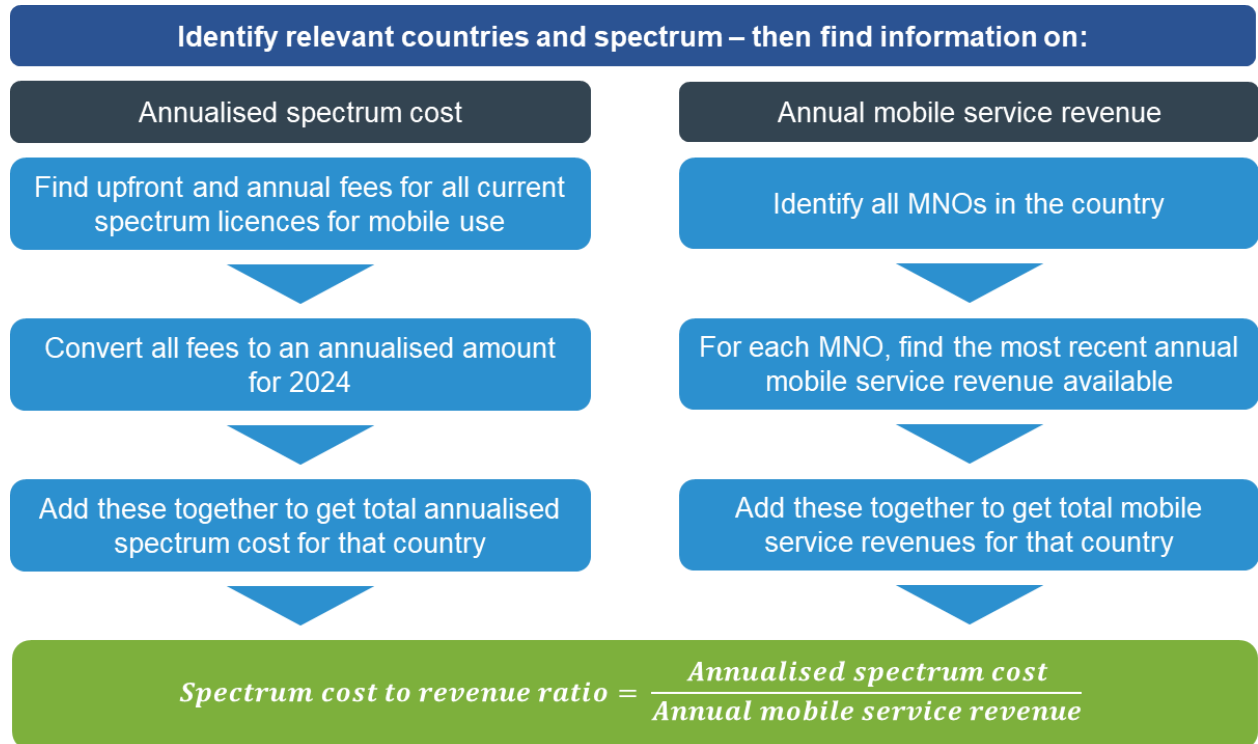 Identify relevant countries and spectrum – then find information on:
Annualised spectrum cost
Find upfront and annual fees for all current
spectrum licences for mobile use
Convert all fees to an annualised amount
for 2024
Add these together to get total annualised
spectrum cost for that country
Annual mobile service revenue
Identify all MNOs in the country
For each MNO, find the most recent annual
mobile service revenue available
Add these together to get total mobile
service revenues for that country
Spectrum cost to revenue ratio = Annualised spectrum cost
Annual mobile service revenue